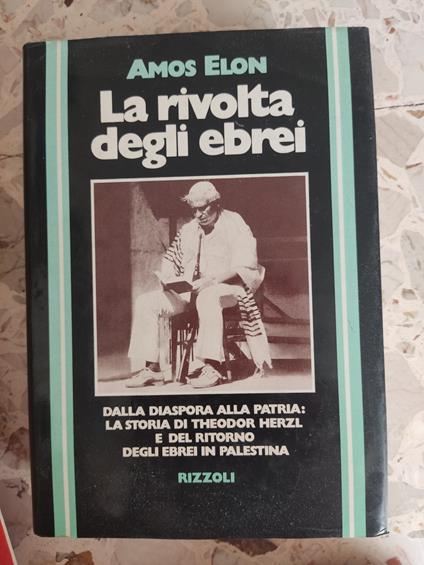 AMOS ELON
La rivolta
degli ebrei
DALLA DIASPORA ALLA PATRIA:
LA STORIA DI THEODOR HERZL
E DEL RITORNO
DEGLI EBREI IN PALESTINA
RIZZOLI